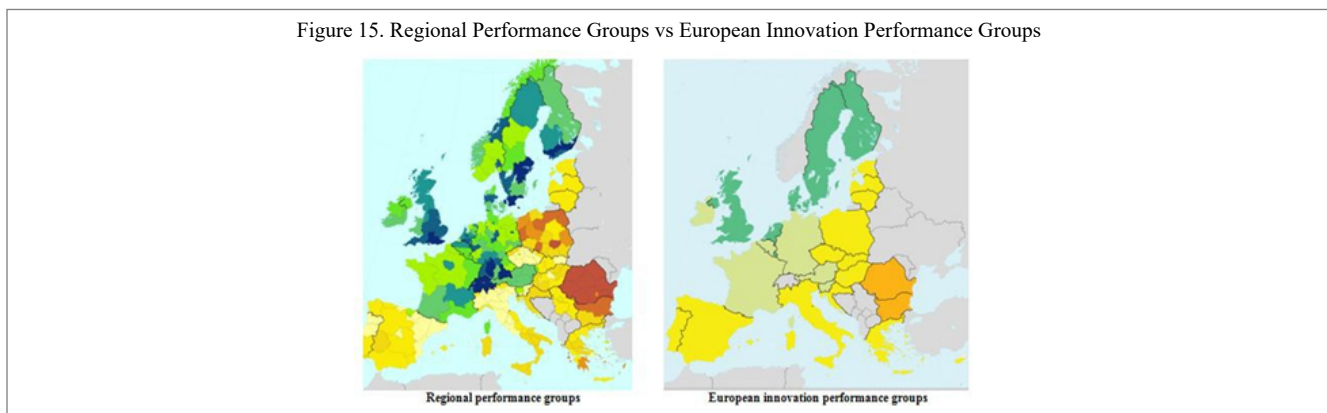 Figure 15. Regional Performance Groups vs European Innovation Performance Groups
Regional performance groups
European innovation performance groups